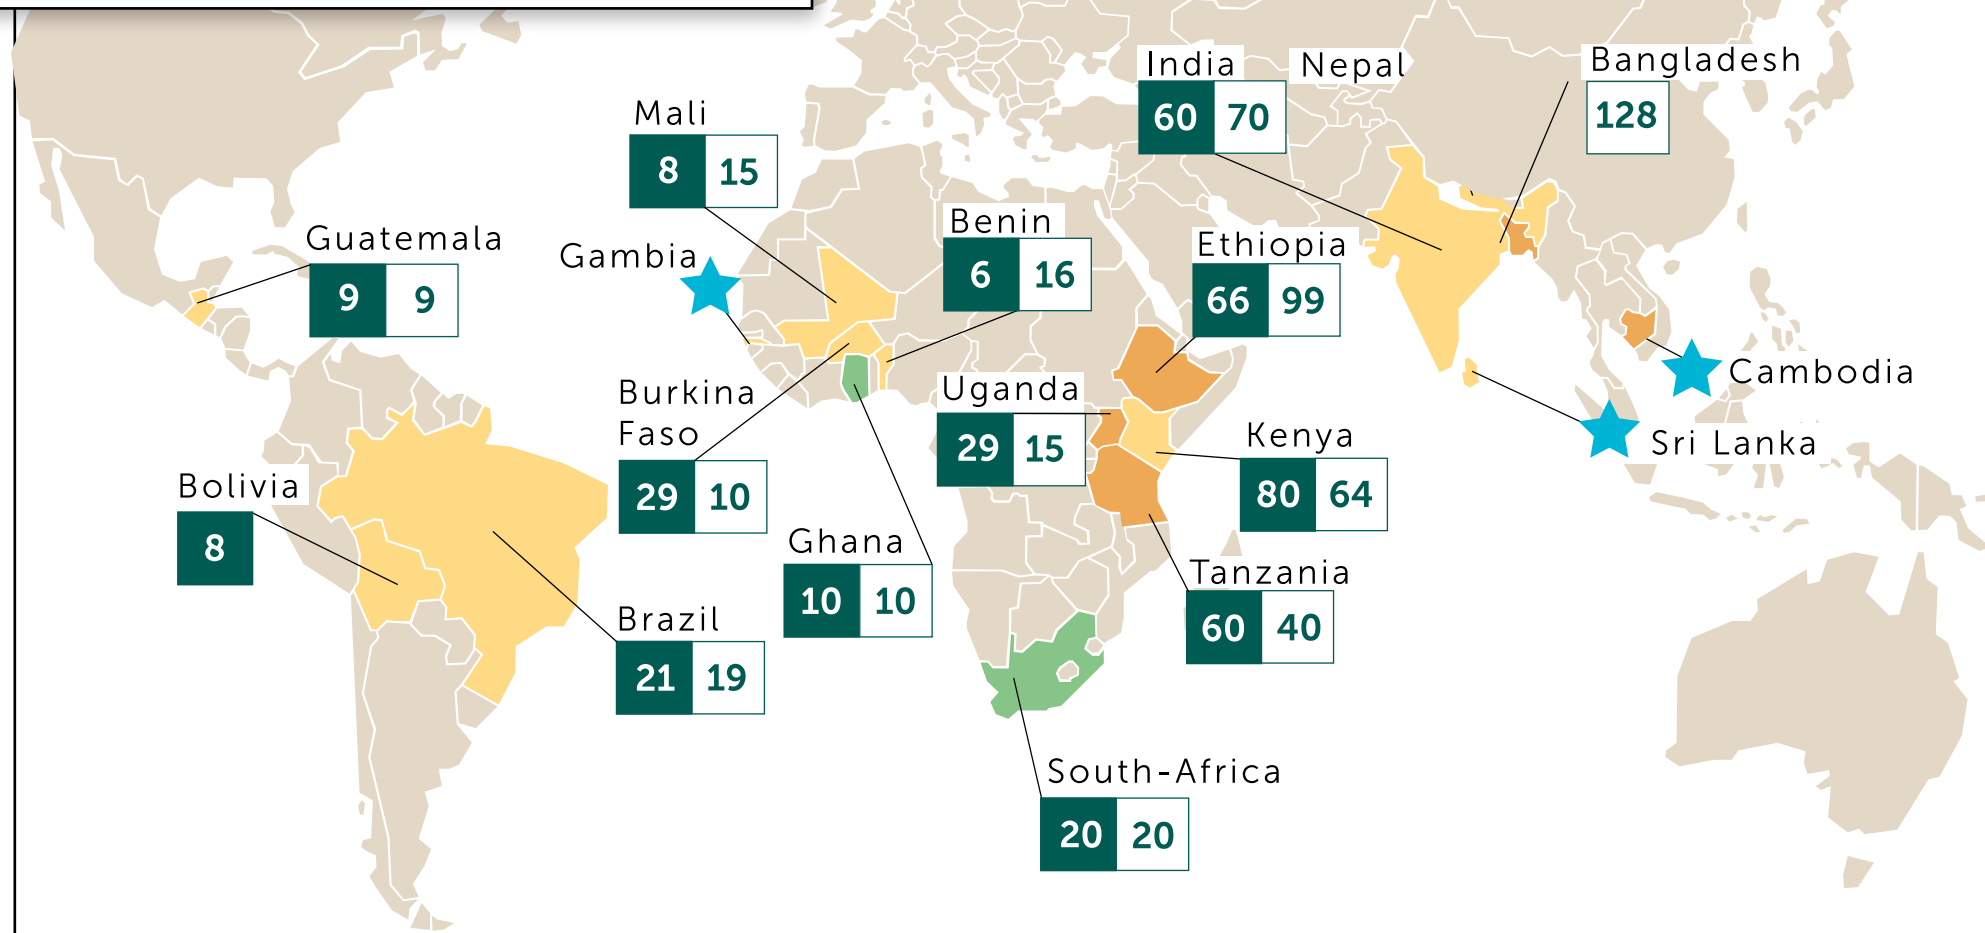 India
60 70
Nepal
Bangladesh
128
Mali
8 15
Benin
6 16
Guatemala
9 9
Gambia
Ethiopia
66 99
Cambodia
Uganda
29 15
Burkina
Faso
29 10
Kenya
80 64
Sri Lanka
Bolivia
8
Ghana
10 10
Tanzania
60 40
Brazil
21 19
South-Africa
20 20